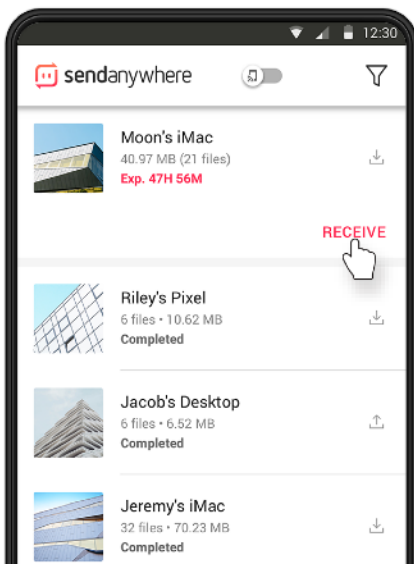 12:30
sendanywhere
Moon's iMac
40.97 MB (21 files)
Exp. 47H 56M
RECEIVE
Riley's Pixel
6 files • 10.62 MB
Completed
Jacob's Desktop
6 files • 6.52 MB
Completed
Jeremy's iMac
32 files • 70.23 MB
Completed